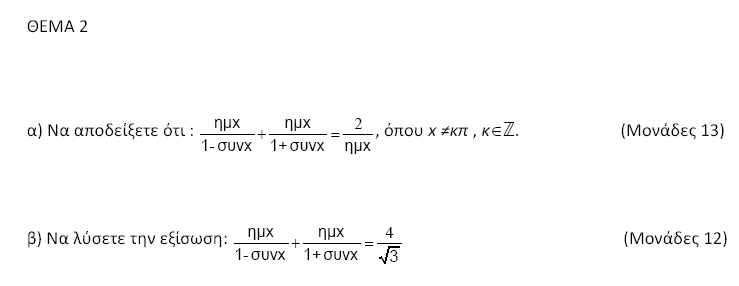 ΘΕΜΑ 2
α) Να αποδείξετε ότι : ημx/(1-συνx) + ημx/(1+συνx) = 2/ημx, όπου x ≠κπ , κ∈ℤ. (Μονάδες 13)
β) Να λύσετε την εξίσωση: ημx/(1-συνx) + ημx/(1+συνx) = 4/√3 (Μονάδες 12)